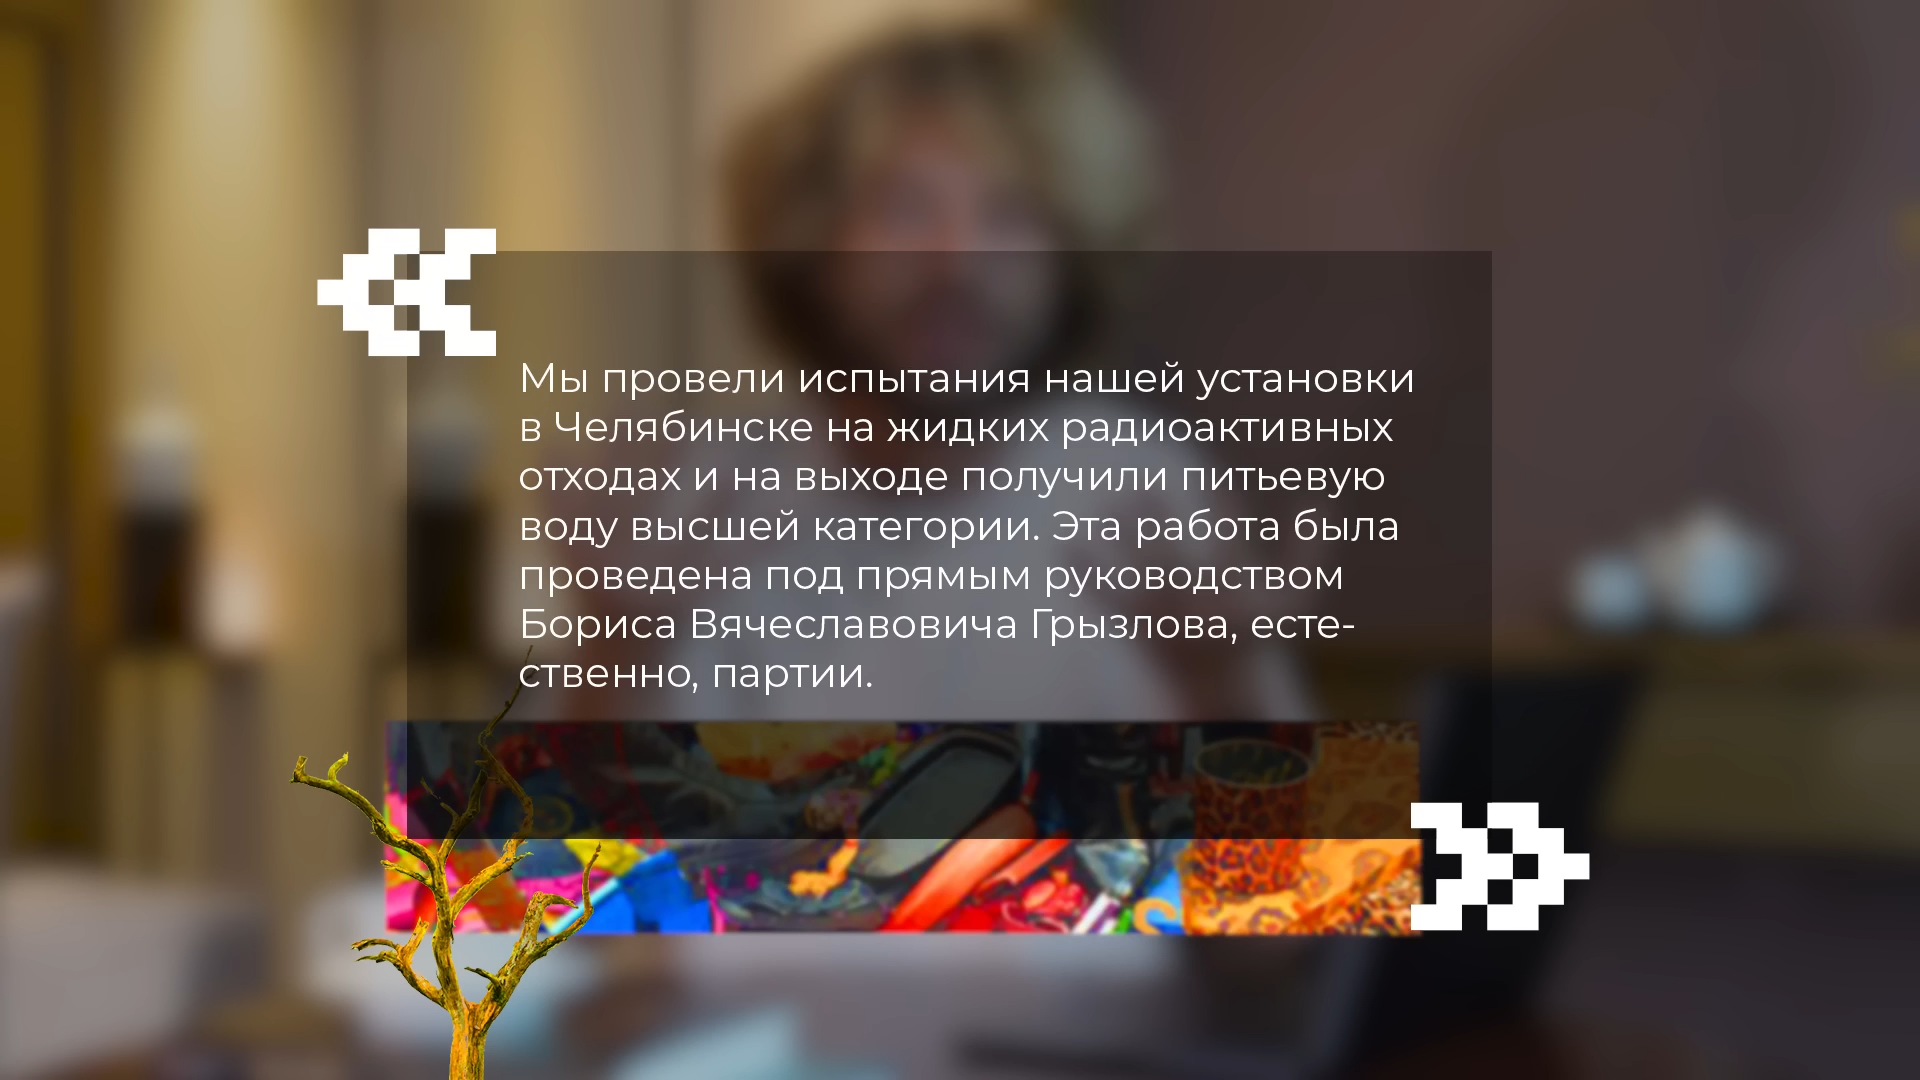 Мы провели испытания нашей установки
в Челябинске на жидких радиоактивных
отходах и на выходе получили питьевую
воду высшей категории. Эта работа была
проведена под прямым руководством
Бориса Вячеславовича Грызлова, есте-
ственно, партии.